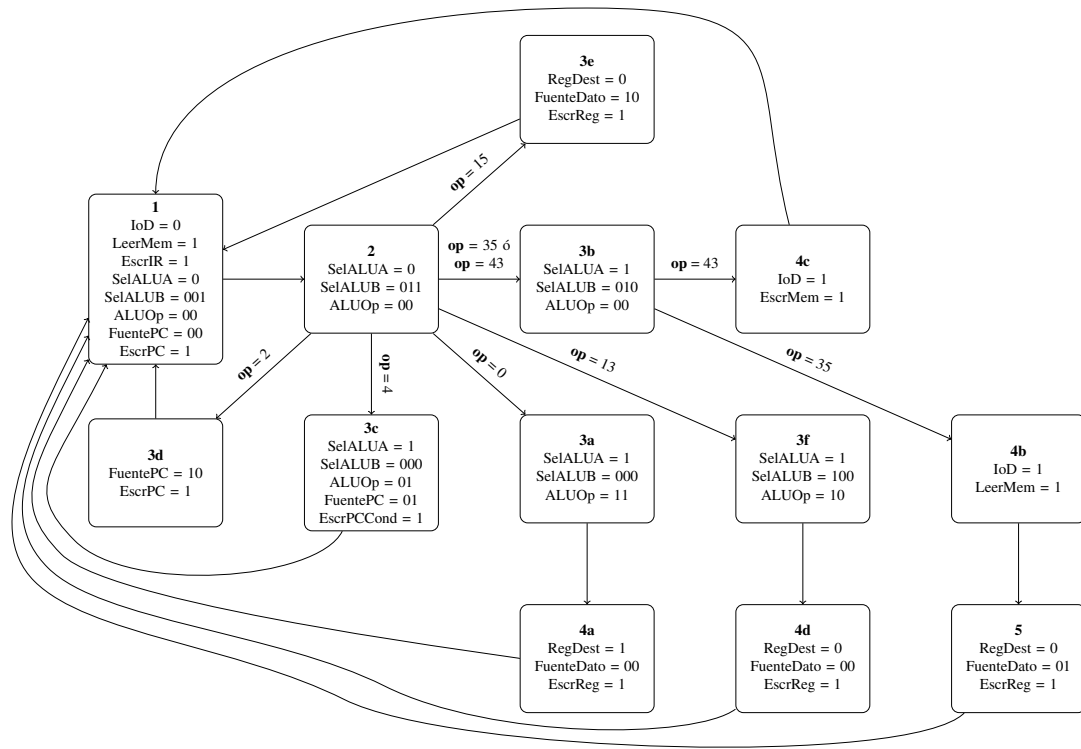 3e
RegDest = 0
FuenteDato = 10
EscrReg = 1
op = 15
1
IoD = 0
LeerMem = 1
EscrIR = 1
SelALUA = 0
SelALUB = 001
ALUOp = 00
FuentePC = 00
EscrPC = 1
2
SelALUA = 0
SelALUB = 011
ALUOp = 00
op = 35 ó
op = 43
3b
SelALUA = 1
SelALUB = 010
ALUOp = 00
op = 43
4c
IoD = 1
EscrMem = 1
op = 2
op = 4
op = 0
op = 13
op = 35
3d
FuentePC = 10
EscrPC = 1
3c
SelALUA = 1
SelALUB = 000
ALUOp = 01
FuentePC = 01
EscrPCCond = 1
3a
SelALUA = 1
SelALUB = 000
ALUOp = 11
3f
SelALUA = 1
SelALUB = 100
ALUOp = 10
4b
IoD = 1
LeerMem = 1
4a
RegDest = 1
FuenteDato = 00
EscrReg = 1
4d
RegDest = 0
FuenteDato = 00
EscrReg = 1
5
RegDest = 0
FuenteDato = 01
EscrReg = 1